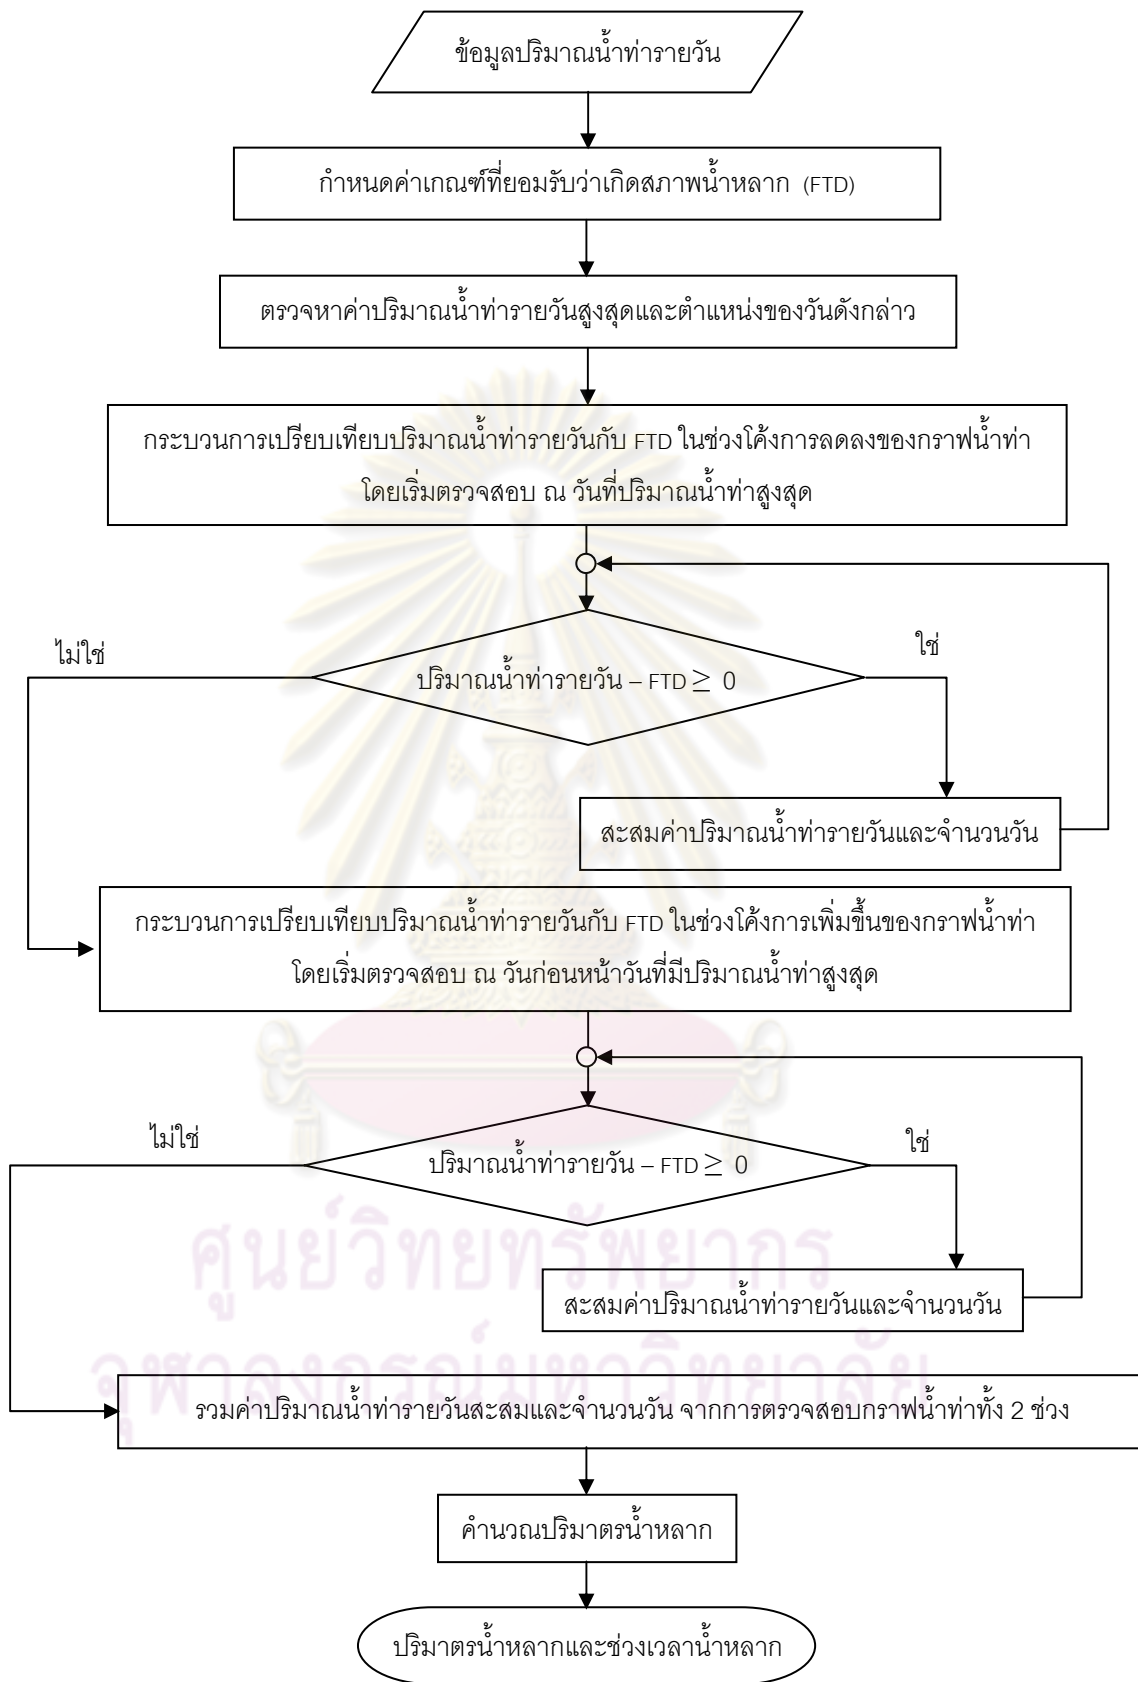 ข้อมูลปริมาณน้ำท่ารายวัน
กำหนดค่าเกณฑ์ที่ยอมรับว่าเกิดสภาพน้ำหลาก (FTD)
ตรวจหาค่าปริมาณน้ำท่ารายวันสูงสุดและตำแหน่งของวันดังกล่าว
กระบวนการเปรียบเทียบปริมาณน้ำท่ารายวันกับ FTD ในช่วงโค้งการลดลงของกราฟน้ำท่า
โดยเริ่มตรวจสอบ ณ วันที่ปริมาณน้ำท่าสูงสุด
ไม่ใช่
ใช่
ปริมาณน้ำท่ารายวัน – FTD ≥ 0
สะสมค่าปริมาณน้ำท่ารายวันและจำนวนวัน
กระบวนการเปรียบเทียบปริมาณน้ำท่ารายวันกับ FTD ในช่วงโค้งการเพิ่มขึ้นของกราฟน้ำท่า
โดยเริ่มตรวจสอบ ณ วันก่อนหน้าวันที่มีปริมาณน้ำท่าสูงสุด
ไม่ใช่
ใช่
ปริมาณน้ำท่ารายวัน – FTD ≥ 0
ศูนย์วิทยทรัพยากร
สะสมค่าปริมาณน้ำท่ารายวันและจำนวนวัน
จุฬาลงกรณ์มหาวิทยาลัย
รวมค่าปริมาณน้ำท่ารายวันสะสมและจำนวนวัน จากการตรวจสอบกราฟน้ำท่าทั้ง 2 ช่วง
คำนวณปริมาตรน้ำหลาก
ปริมาตรน้ำหลากและช่วงเวลาน้ำหลาก